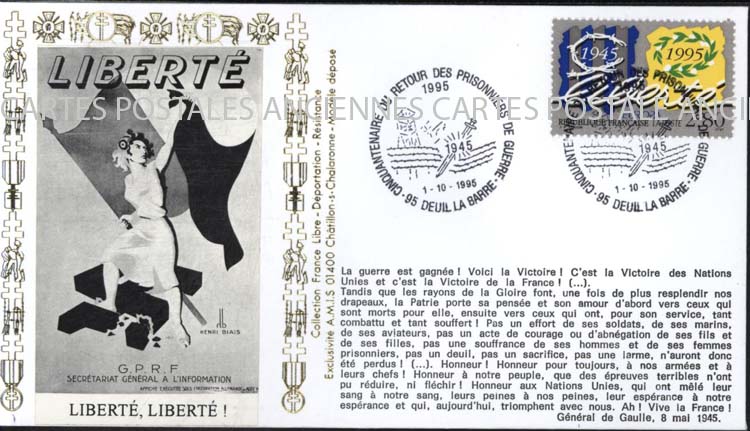 LIBERTÉ
HENRI BIAIS
G.P.R.F
SECRÉTARIAT GÉNÉRAL À L'INFORMATION
LIBERTÉ, LIBERTÉ !
Collection France Libre - Déportation - Résistance
Exclusivité A.M.I.S 01400 Châtillon-s-Chalaronne - Modèle déposé
CARTES POSTALES ANCIENNES CARTES POSTALES ANCIE
CINQUANTENAIRE DU RETOUR DES PRISONNIERS DE GUERRE
1995
1945
1-10-1995
-95 DEUIL LA BARRE-
1945 1995
RÉPUBLIQUE FRANÇAISE LA POSTE 2,80
RETOUR DES PRISONN
1995
1945
DE GUERRE
1-10-1995
-95 DEUIL LA BARRE-
CINQUANTE
La guerre est gagnée ! Voici la Victoire ! C'est la Victoire des Nations
Unies et c'est la Victoire de la France ! (...).
Tandis que les rayons de la Gloire font, une fois de plus resplendir nos
drapeaux, la Patrie porte sa pensée et son amour d'abord vers ceux qui
sont morts pour elle, ensuite vers ceux qui ont, pour son service, tant
combattu et tant souffert ! Pas un effort de ses soldats, de ses marins,
de ses aviateurs, pas un acte de courage ou d'abnégation de ses fils et
de ses filles, pas une souffrance de ses hommes et de ses femmes
prisonniers, pas un deuil, pas un sacrifice, pas une larme, n'auront donc
été perdus ! (...). Honneur ! Honneur pour toujours, à nos armées et à
leurs chefs ! Honneur à notre peuple, que des épreuves terribles n'ont
pu réduire, ni fléchir ! Honneur aux Nations Unies, qui ont mêlé leur
sang à notre sang, leurs peines à nos peines, leur espérance à notre
espérance et qui, aujourd'hui, triomphent avec nous. Ah ! Vive la France !
Général de Gaulle, 8 mai 1945.